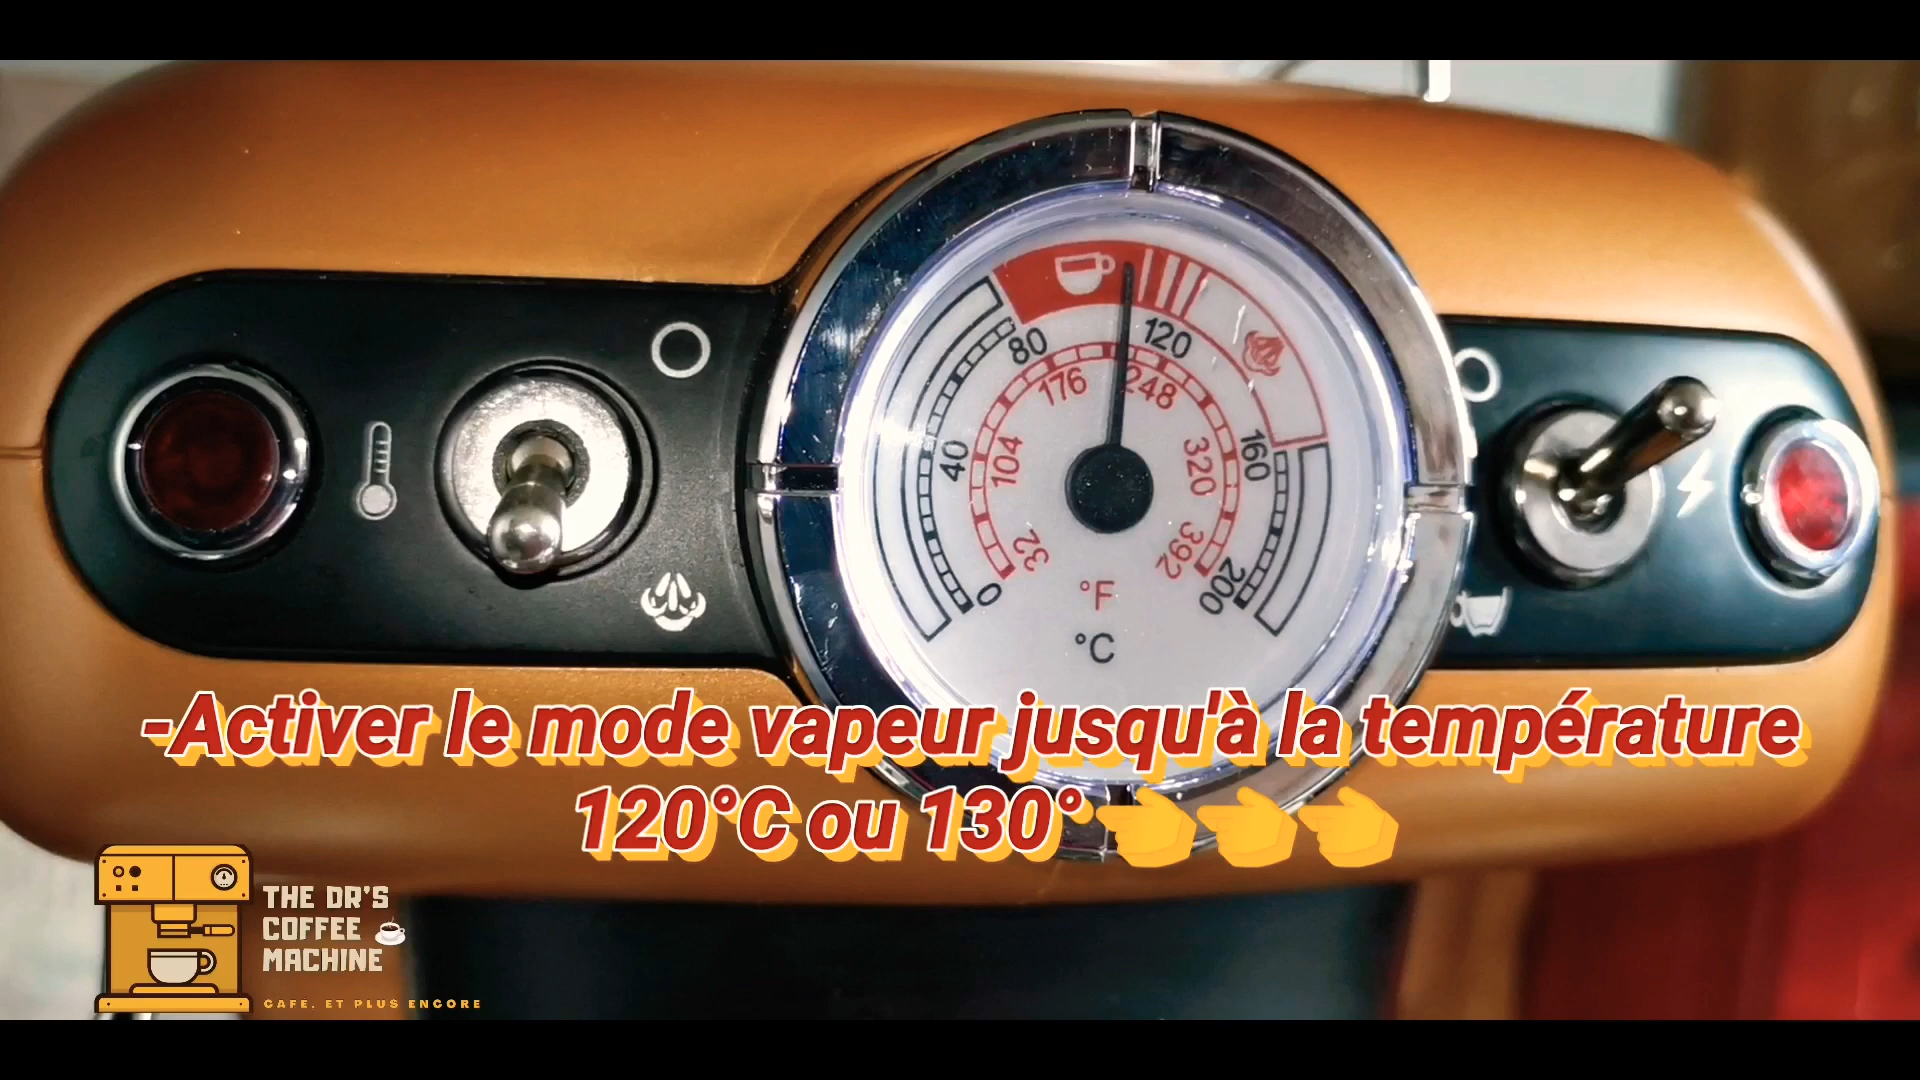 80
120
176
248
40
104
320
160
32
392
0
200
°F
°C
-Activer le mode vapeur jusqu'à la température
120°C ou 130°👈👈👈
THE DR'S
COFFEE
MACHINE
CAFE. ET PLUS ENCORE